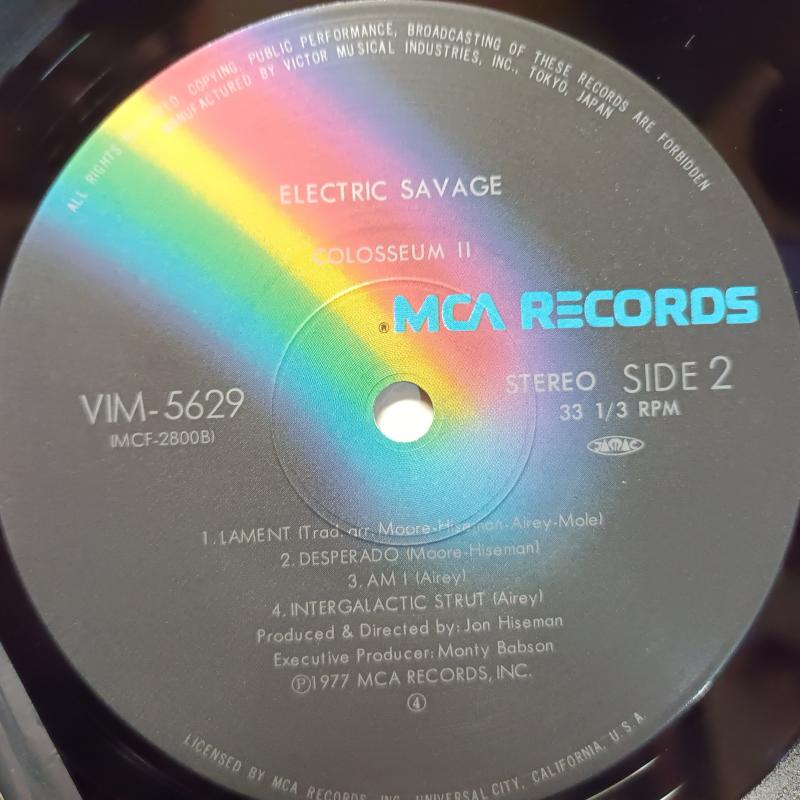 ALL RIGHTS RESERVED. COPYING, PUBLIC PERFORMANCE, BROADCASTING OF THESE RECORDS ARE FORBIDDEN
MANUFACTURED BY VICTOR MUSICAL INDUSTRIES, INC., TOKYO, JAPAN
ELECTRIC SAVAGE
COLOSSEUM II
®MCA RECORDS
STEREO SIDE 2
33 1/3 RPM
JASRAC
VIM-5629
(MCF-2800B)
1. LAMENT (Trad. arr. Moore-Hiseman-Airey-Mole)
2. DESPERADO (Moore-Hiseman)
3. AM I (Airey)
4. INTERGALACTIC STRUT (Airey)
Produced & Directed by: Jon Hiseman
Executive Producer: Monty Babson
Ⓟ1977 MCA RECORDS, INC.
④
LICENSED BY MCA RECORDS, INC. UNIVERSAL CITY, CALIFORNIA, U.S.A.